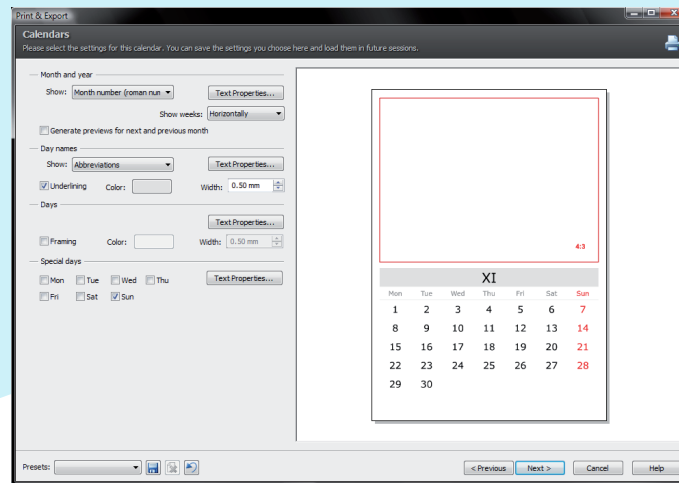 Print & Export
Calendars
Please select the settings for this calendar. You can save the settings you choose here and load them in future sessions.
Month and year
Show: Month number (roman nun Text Properties...
Show weeks: Horizontally
Generate previews for next and previous month
Day names
Show: Abbreviations Text Properties...
Underlining Color: Width: 0.50 mm
Days
Text Properties...
Framing Color: Width: 0.50 mm
Special days
Mon Tue Wed Thu Text Properties...
Fri Sat Sun
4:3
XI
Mon Tue Wed Thu Fri Sat Sun
1 2 3 4 5 6 7
8 9 10 11 12 13 14
15 16 17 18 19 20 21
22 23 24 25 26 27 28
29 30
Presets: < Previous Next > Cancel Help